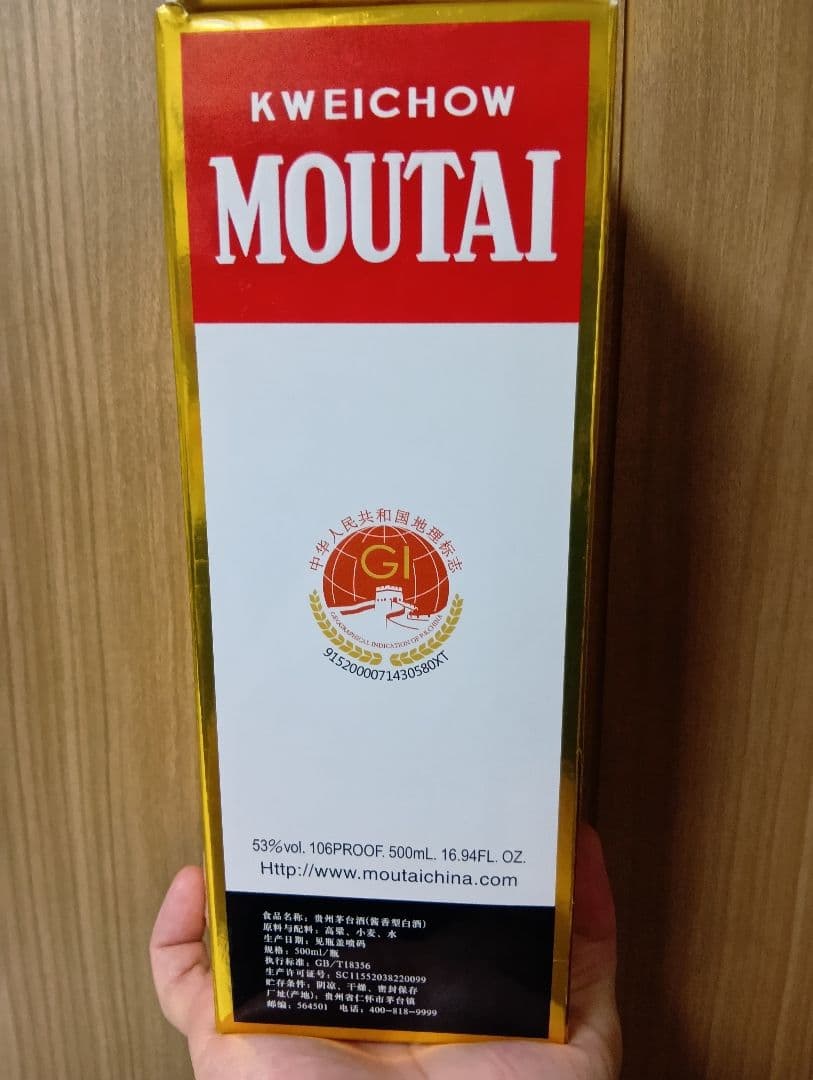 KWEICHOW
MOUTAI
中华人民共和国地理标志
GI
GEOGRAPHICAL INDICATION OF P.R.CHINA
9152000071430580XT
53%vol. 106PROOF. 500mL. 16.94FL. OZ.
Http://www.moutaichina.com
食品名称：贵州茅台酒(酱香型白酒)
原料与配料：高粱、小麦、水
生产日期：见瓶盖喷码
规格：500ml/瓶
执行标准：GB/T18356
生产许可证号：SC11552038220099
贮存条件：阴凉、干燥、密封保存
厂址(产地)：贵州省仁怀市茅台镇
邮编：564501 电话：400-818-9999